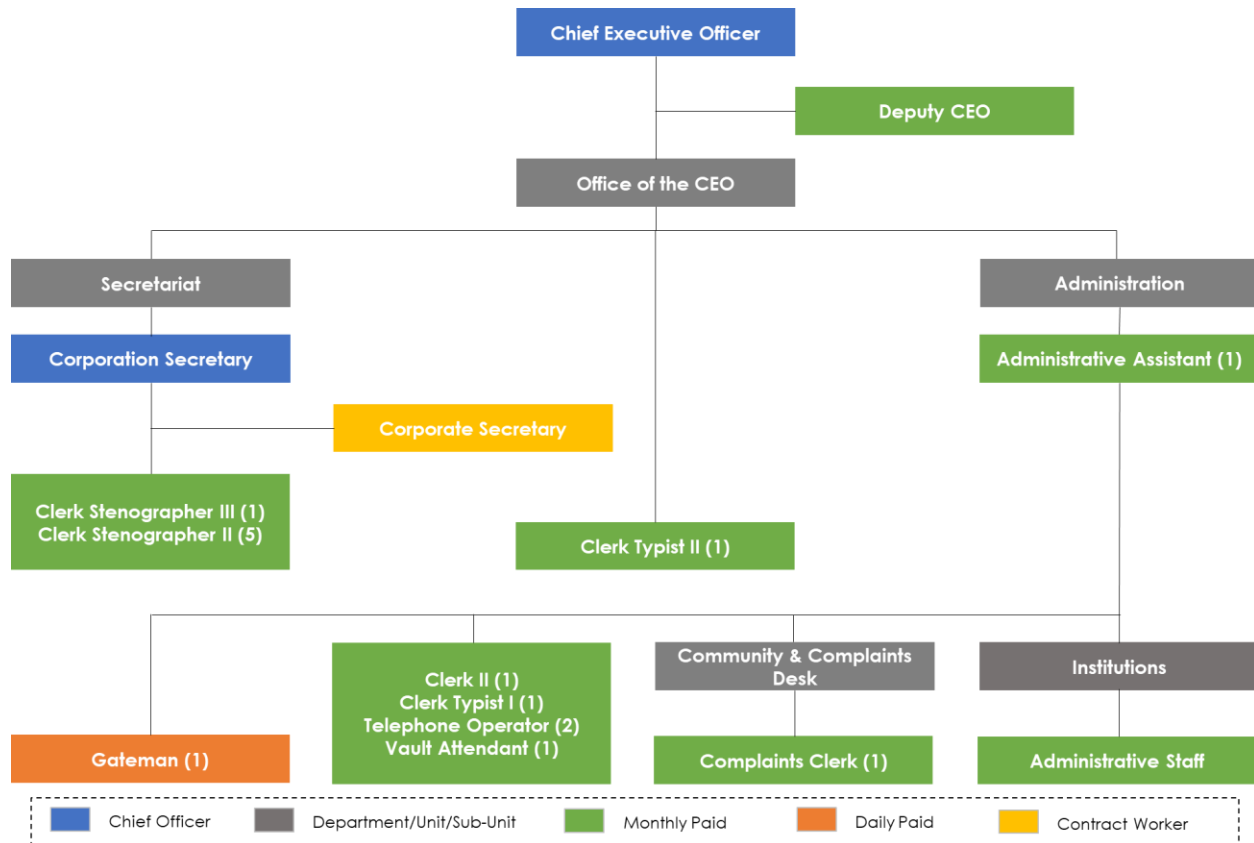 Chief Executive Officer
Deputy CEO
Office of the CEO
Secretariat
Administration
Corporation Secretary
Administrative Assistant (1)
Corporate Secretary
Clerk Stenographer III (1)
Clerk Stenographer II (5)
Clerk Typist II (1)
Clerk II (1)
Clerk Typist I (1)
Telephone Operator (2)
Vault Attendant (1)
Community & Complaints
Desk
Institutions
Gateman (1)
Complaints Clerk (1)
Administrative Staff
Chief Officer
Department/Unit/Sub-Unit
Monthly Paid
Daily Paid
Contract Worker